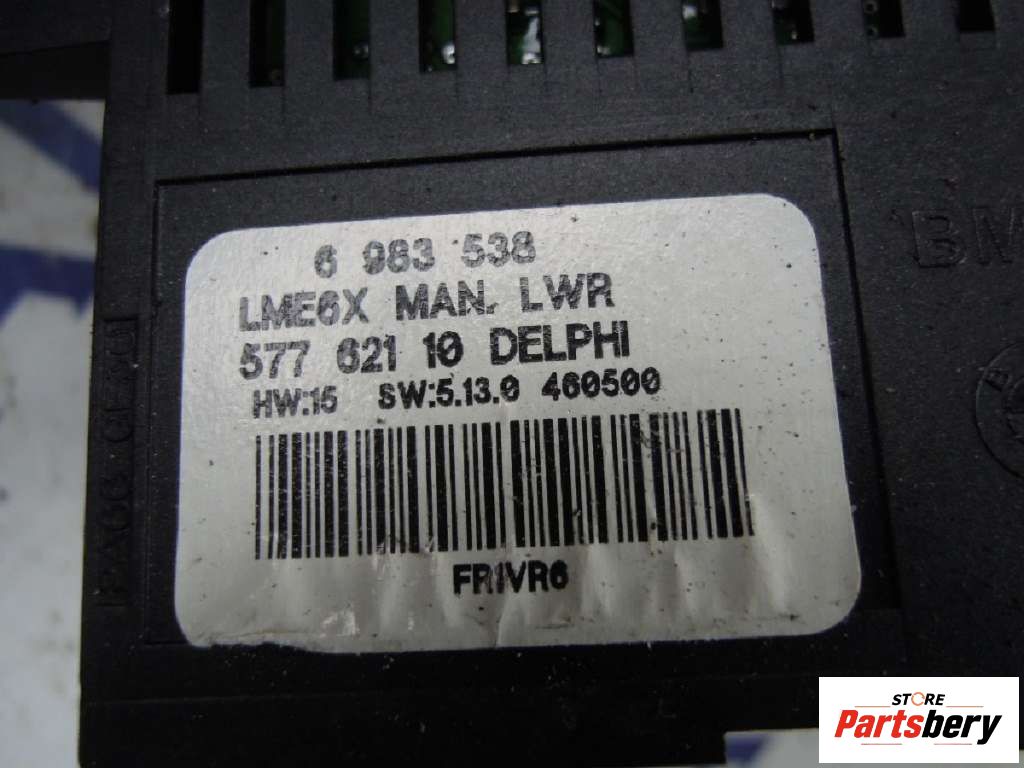 6 983 538
LME6X MAN. LWR
577 621 10 DELPHI
HW:15 SW:5.13.0 460500
FR1VR6
BM
STORE
Partsbery